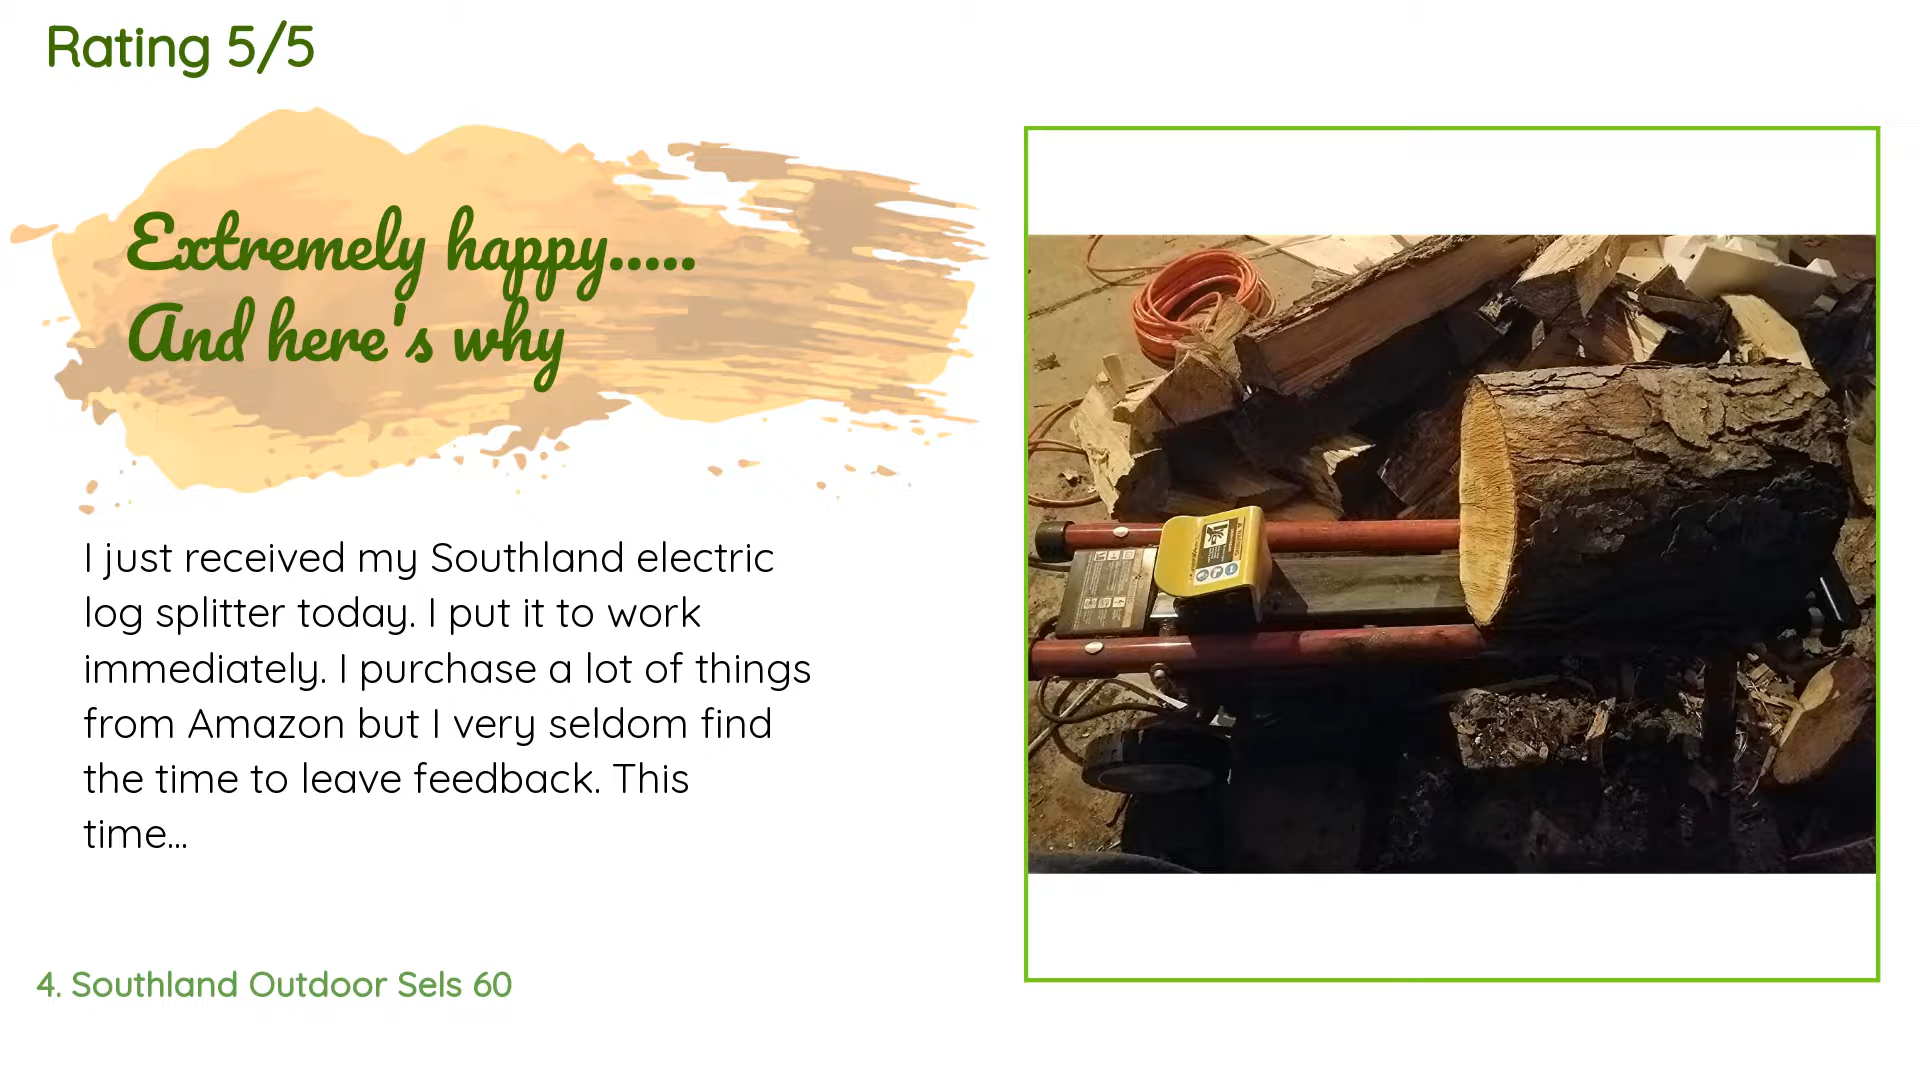 Rating 5/5
Extremely happy.....
And here's why
I just received my Southland electric
log splitter today. I put it to work
immediately. I purchase a lot of things
from Amazon but I very seldom find
the time to leave feedback. This
time...
4. Southland Outdoor Sels 60